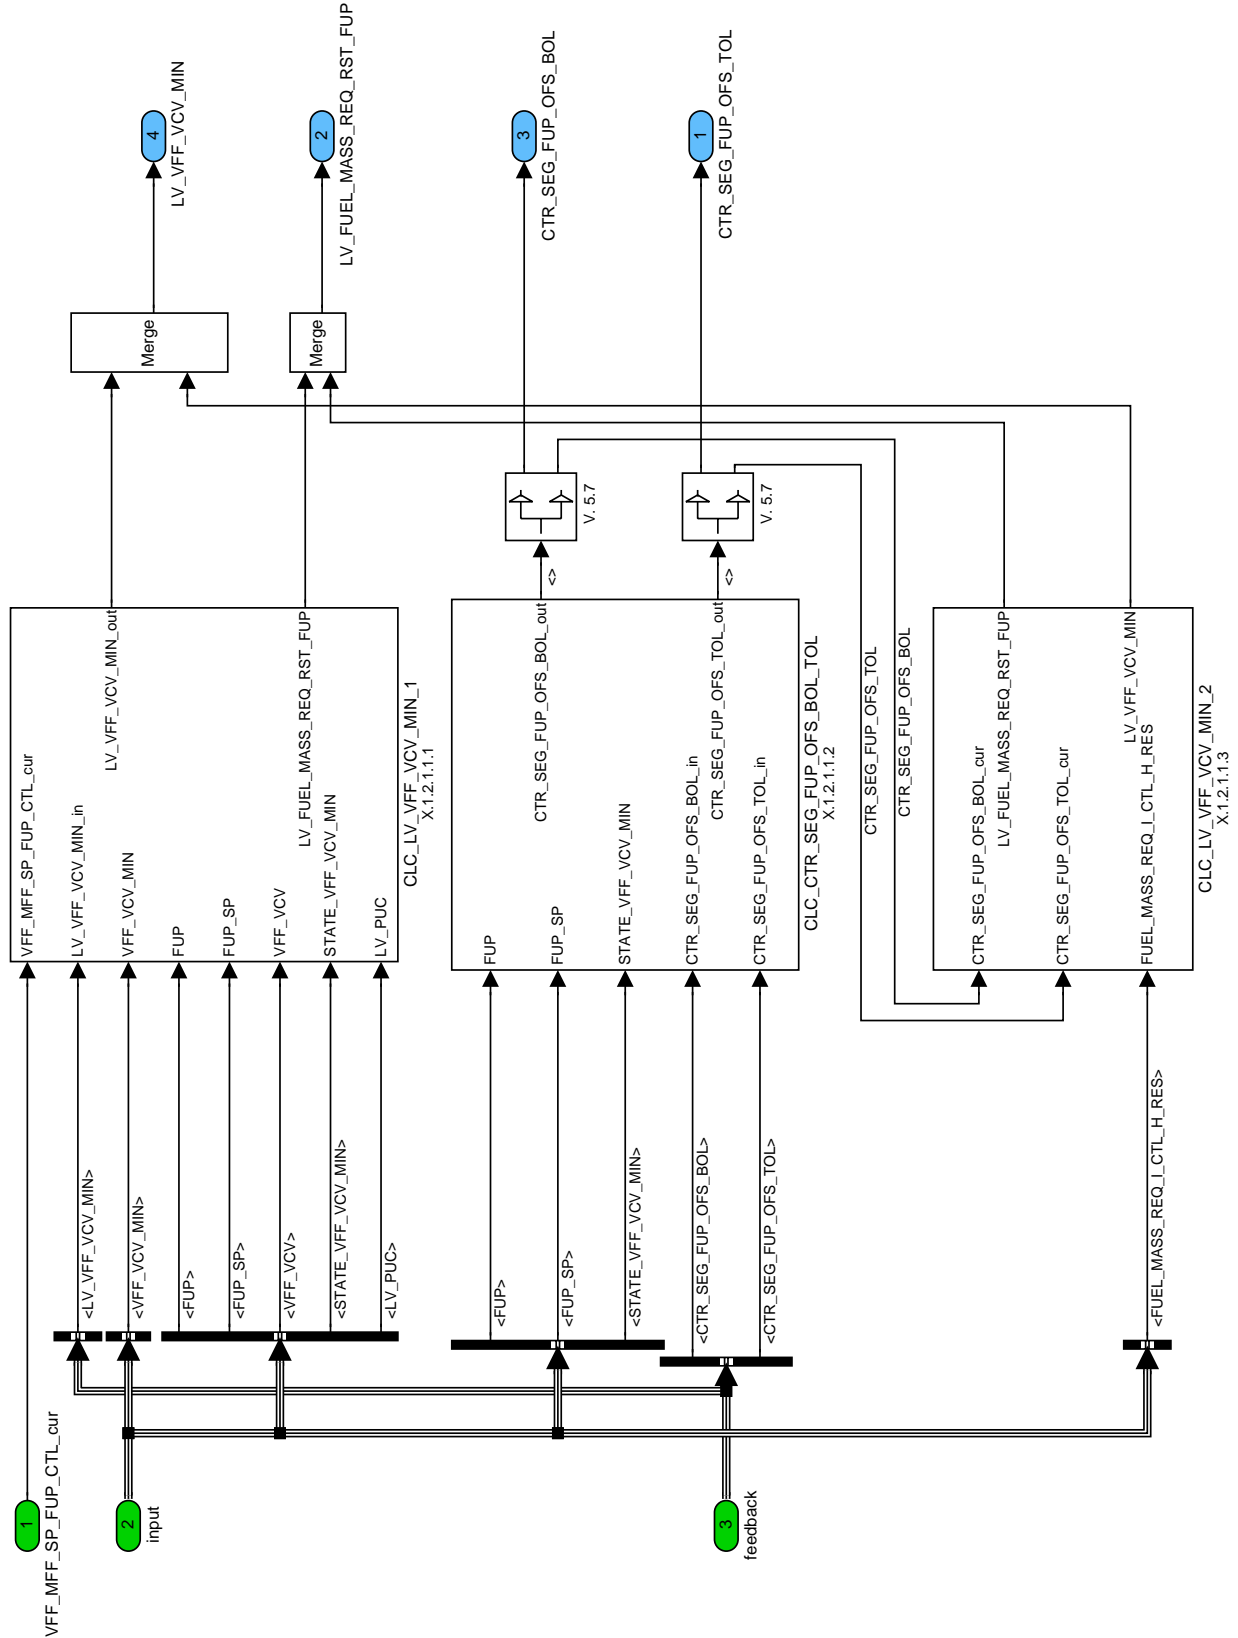 1
VFF_MFF_SP_FUP_CTL_cur
2
input
3
feedback
<LV_VFF_VCV_MIN>
<VFF_VCV_MIN>
<FUP>
<FUP_SP>
<VFF_VCV>
<STATE_VFF_VCV_MIN>
<LV_PUC>
VFF_MFF_SP_FUP_CTL_cur
LV_VFF_VCV_MIN_in
VFF_VCV_MIN
FUP
FUP_SP
VFF_VCV
STATE_VFF_VCV_MIN
LV_PUC
LV_VFF_VCV_MIN_out
LV_FUEL_MASS_REQ_RST_FUP
CLC_LV_VFF_VCV_MIN_1
X.1.2.1.1.1
<FUP>
<FUP_SP>
<STATE_VFF_VCV_MIN>
<CTR_SEG_FUP_OFS_BOL>
<CTR_SEG_FUP_OFS_TOL>
FUP
FUP_SP
STATE_VFF_VCV_MIN
CTR_SEG_FUP_OFS_BOL_in
CTR_SEG_FUP_OFS_TOL_in
CTR_SEG_FUP_OFS_BOL_out
CTR_SEG_FUP_OFS_TOL_out
CLC_CTR_SEG_FUP_OFS_BOL_TOL
X.1.2.1.1.2
<>
<>
V. 5.7
V. 5.7
CTR_SEG_FUP_OFS_TOL
CTR_SEG_FUP_OFS_BOL
<FUEL_MASS_REQ_I_CTL_H_RES>
CTR_SEG_FUP_OFS_BOL_cur
CTR_SEG_FUP_OFS_TOL_cur
FUEL_MASS_REQ_I_CTL_H_RES
LV_FUEL_MASS_REQ_RST_FUP
LV_VFF_VCV_MIN
CLC_LV_VFF_VCV_MIN_2
X.1.2.1.1.3
Merge
Merge
4
LV_VFF_VCV_MIN
2
LV_FUEL_MASS_REQ_RST_FUP
3
CTR_SEG_FUP_OFS_BOL
1
CTR_SEG_FUP_OFS_TOL